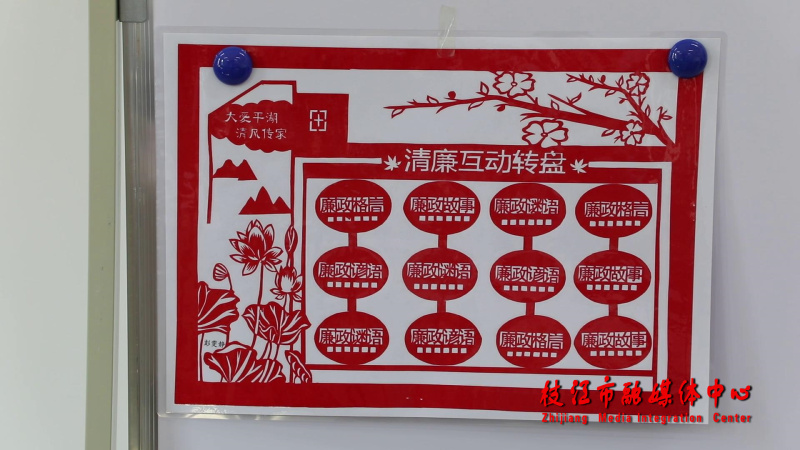 大爱平湖
清风传家
清廉互动转盘
廉政格言 廉政故事 廉政谜语 廉政格言
廉政谚语 廉政谜语 廉政谚语 廉政故事
廉政谜语 廉政谚语 廉政格言 廉政故事
枝江市融媒体中心
Zhijiang Media Integration Center